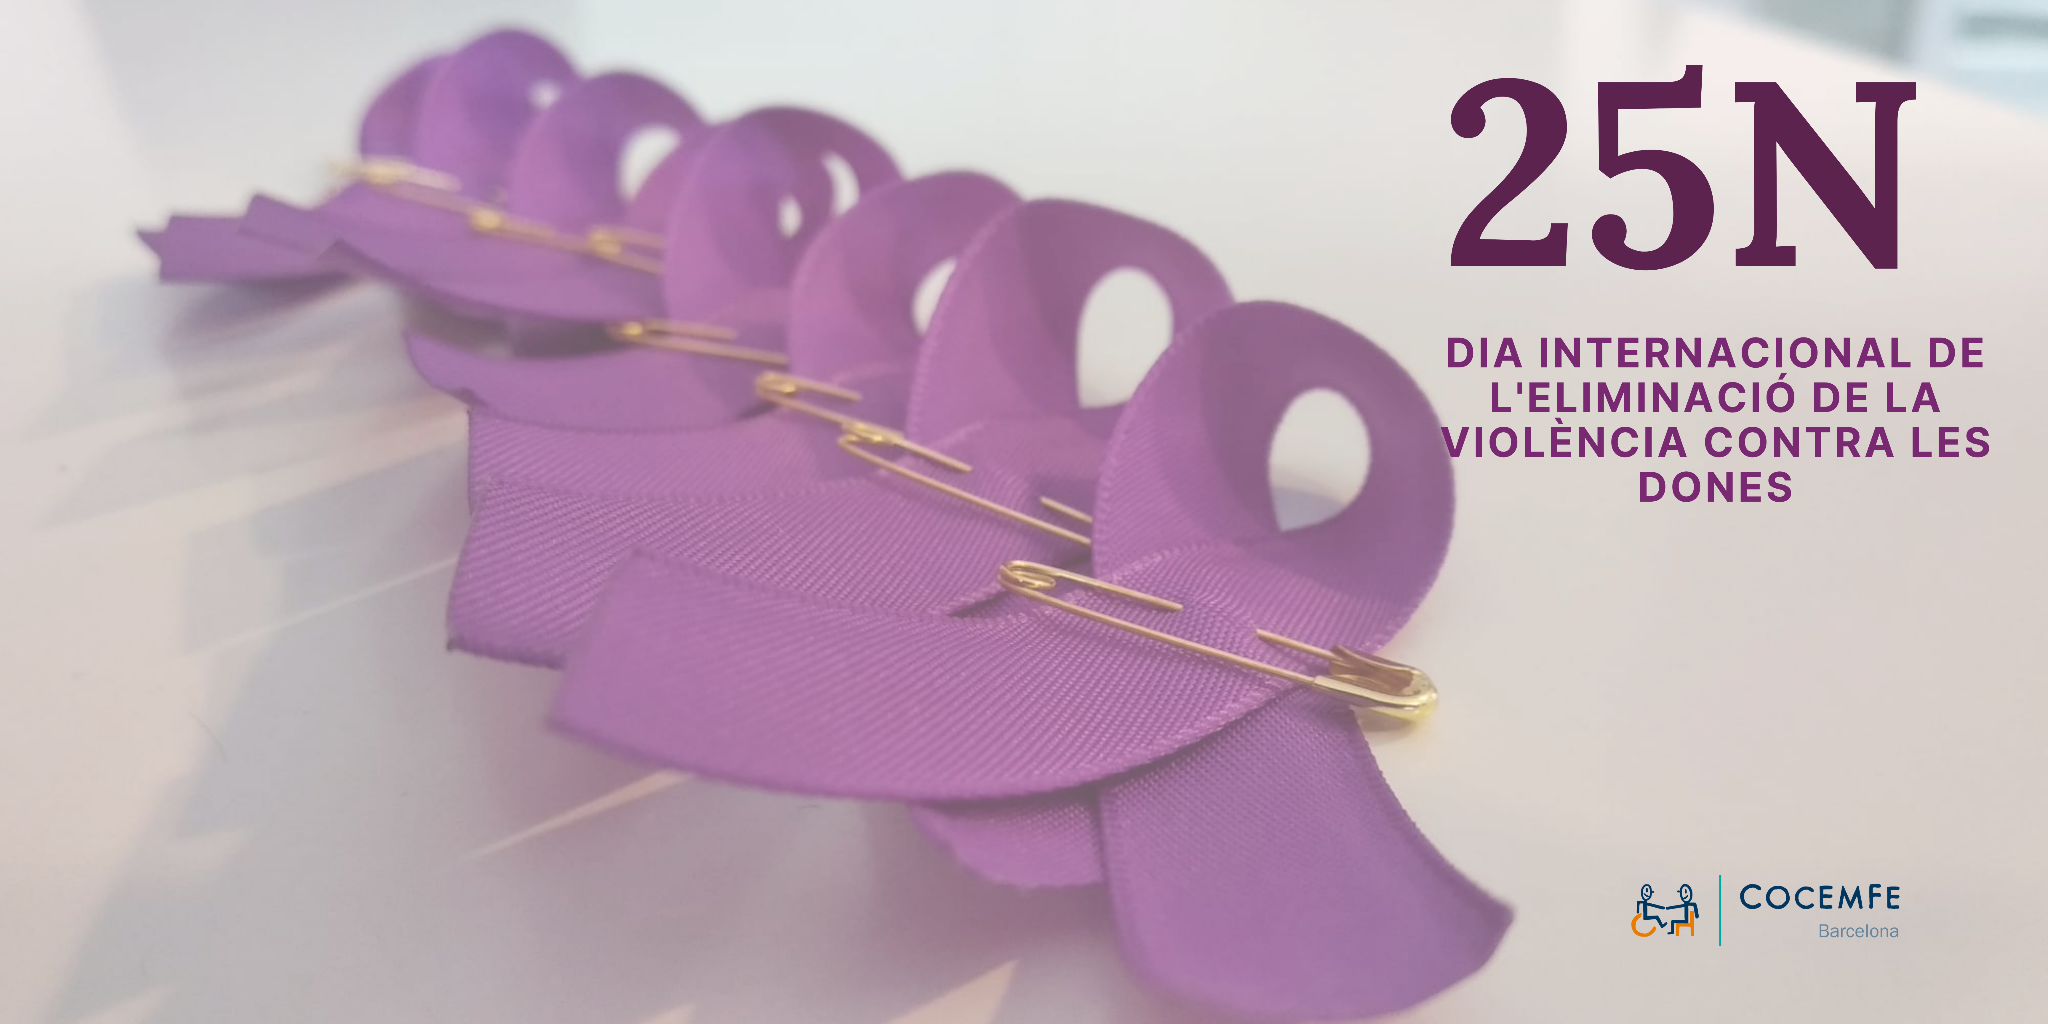 25N
DIA INTERNACIONAL DE
L'ELIMINACIÓ DE LA
VIOLÈNCIA CONTRA LES
DONES
COCEMFE
Barcelona